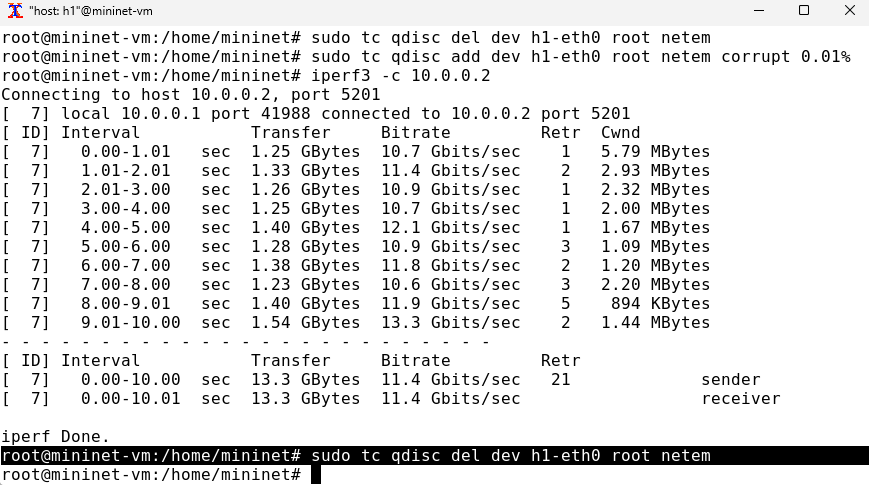 "host: h1"@mininet-vm
root@mininet-vm:/home/mininet# sudo tc qdisc del dev h1-eth0 root netem
root@mininet-vm:/home/mininet# sudo tc qdisc add dev h1-eth0 root netem corrupt 0.01%
root@mininet-vm:/home/mininet# iperf3 -c 10.0.0.2
Connecting to host 10.0.0.2, port 5201
[  7] local 10.0.0.1 port 41988 connected to 10.0.0.2 port 5201
[ ID] Interval           Transfer     Bitrate         Retr  Cwnd
[  7]   0.00-1.01   sec  1.25 GBytes  10.7 Gbits/sec    1   5.79 MBytes
[  7]   1.01-2.01   sec  1.33 GBytes  11.4 Gbits/sec    2   2.93 MBytes
[  7]   2.01-3.00   sec  1.26 GBytes  10.9 Gbits/sec    1   2.32 MBytes
[  7]   3.00-4.00   sec  1.25 GBytes  10.7 Gbits/sec    1   2.00 MBytes
[  7]   4.00-5.00   sec  1.40 GBytes  12.1 Gbits/sec    1   1.67 MBytes
[  7]   5.00-6.00   sec  1.28 GBytes  10.9 Gbits/sec    3   1.09 MBytes
[  7]   6.00-7.00   sec  1.38 GBytes  11.8 Gbits/sec    2   1.20 MBytes
[  7]   7.00-8.00   sec  1.23 GBytes  10.6 Gbits/sec    3   2.20 MBytes
[  7]   8.00-9.01   sec  1.40 GBytes  11.9 Gbits/sec    5    894 KBytes
[  7]   9.01-10.00  sec  1.54 GBytes  13.3 Gbits/sec    2   1.44 MBytes
- - - - - - - - - - - - - - - - - - - - - - - - -
[ ID] Interval           Transfer     Bitrate         Retr
[  7]   0.00-10.00  sec  13.3 GBytes  11.4 Gbits/sec   21             sender
[  7]   0.00-10.01  sec  13.3 GBytes  11.4 Gbits/sec                  receiver
iperf Done.
root@mininet-vm:/home/mininet# sudo tc qdisc del dev h1-eth0 root netem
root@mininet-vm:/home/mininet#